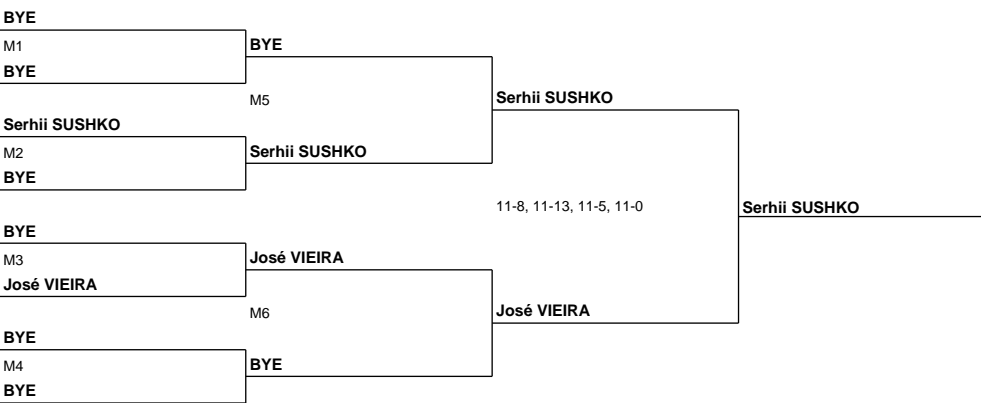 BYE
M1
BYE
BYE
M5
Serhii SUSHKO
Serhii SUSHKO
M2
Serhii SUSHKO
BYE
11-8, 11-13, 11-5, 11-0
Serhii SUSHKO
BYE
M3
José VIEIRA
José VIEIRA
M6
José VIEIRA
BYE
M4
BYE
BYE